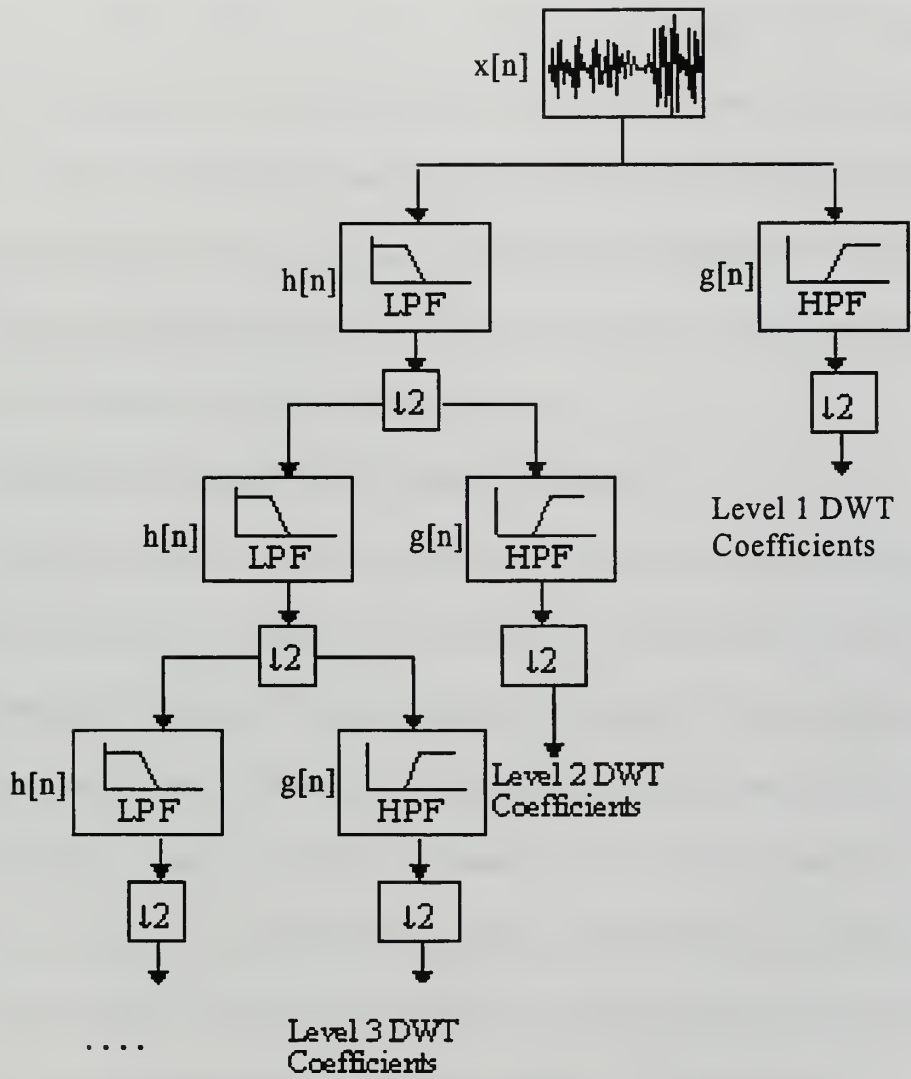 x[n]
h[n]
LPF
g[n]
HPF
↓2
↓2
h[n]
LPF
g[n]
HPF
Level 1 DWT
Coefficients
↓2
↓2
h[n]
LPF
g[n]
HPF
Level 2 DWT
Coefficients
↓2
↓2
....
Level 3 DWT
Coefficients